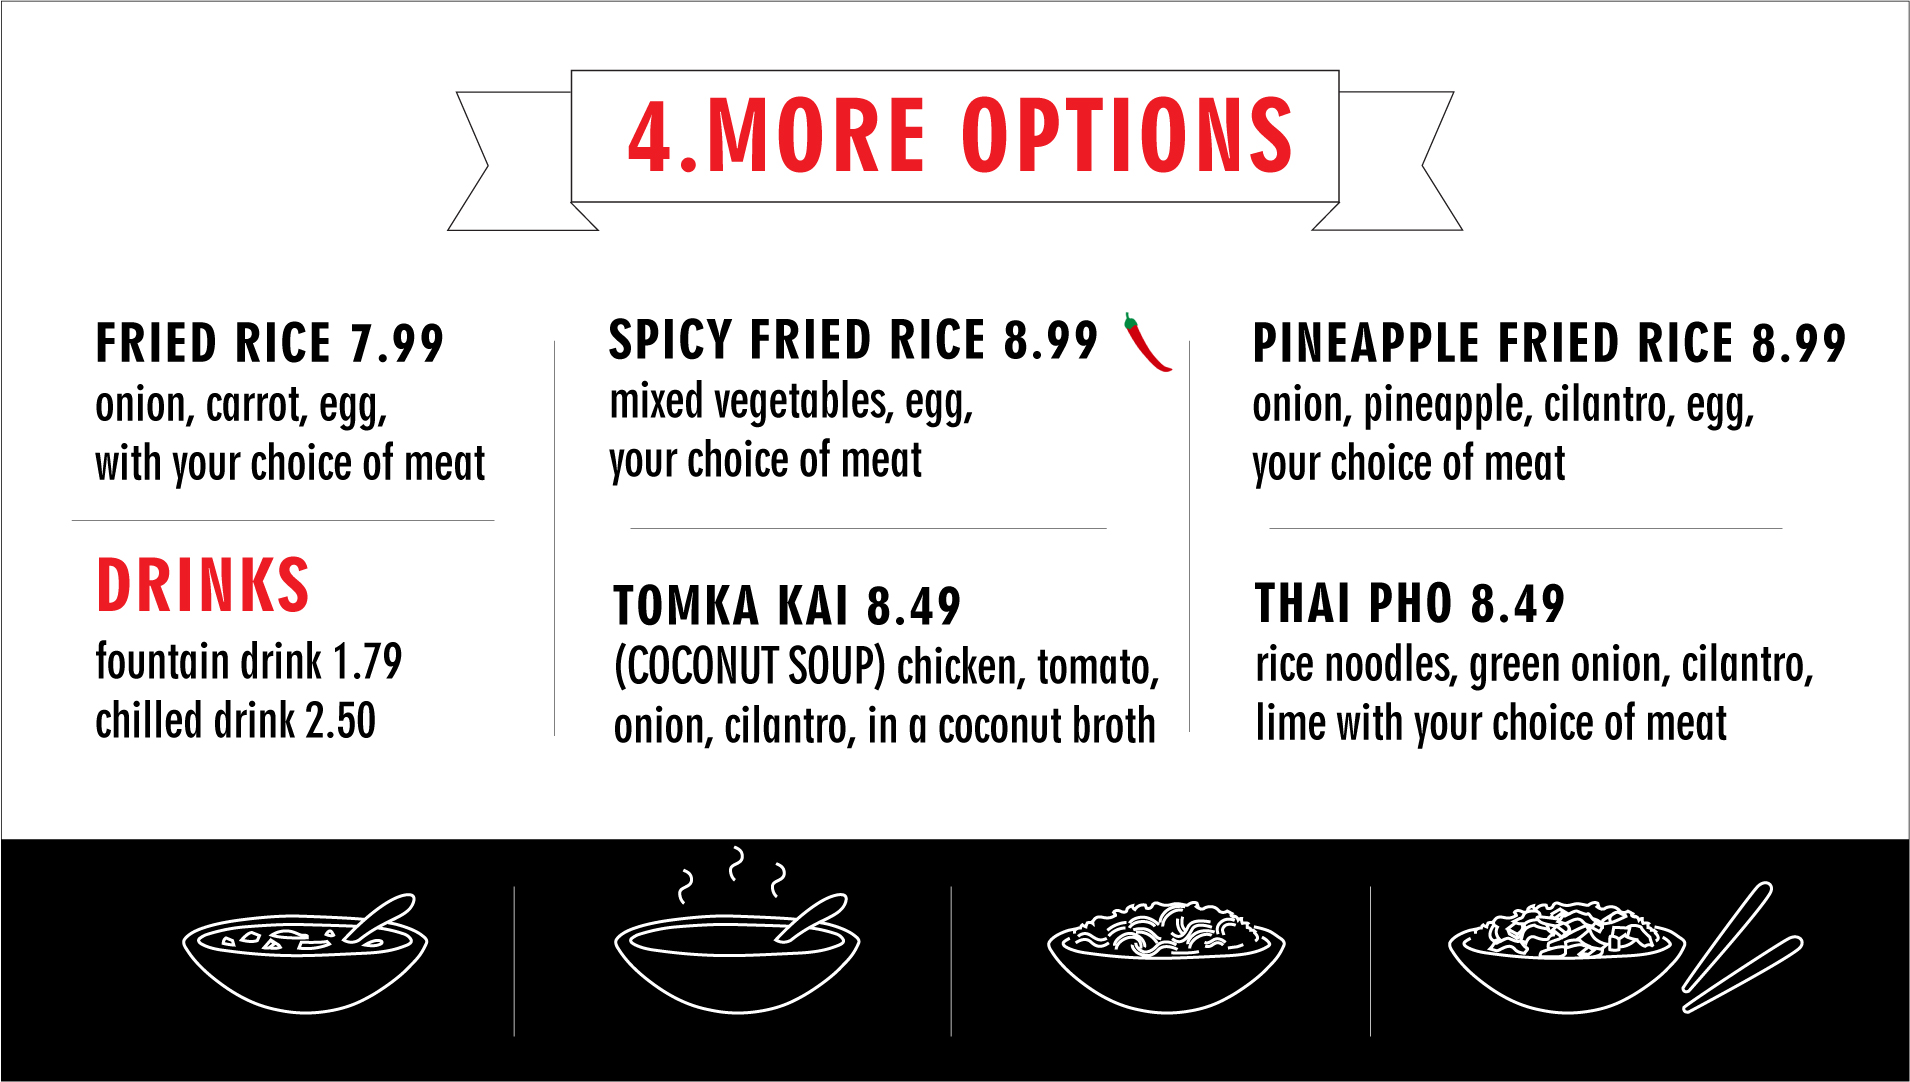 4.MORE OPTIONS
FRIED RICE 7.99
onion, carrot, egg,
with your choice of meat
DRINKS
fountain drink 1.79
chilled drink 2.50
SPICY FRIED RICE 8.99
mixed vegetables, egg,
your choice of meat
TOMKA KAI 8.49
(COCONUT SOUP) chicken, tomato,
onion, cilantro, in a coconut broth
PINEAPPLE FRIED RICE 8.99
onion, pineapple, cilantro, egg,
your choice of meat
THAI PHO 8.49
rice noodles, green onion, cilantro,
lime with your choice of meat